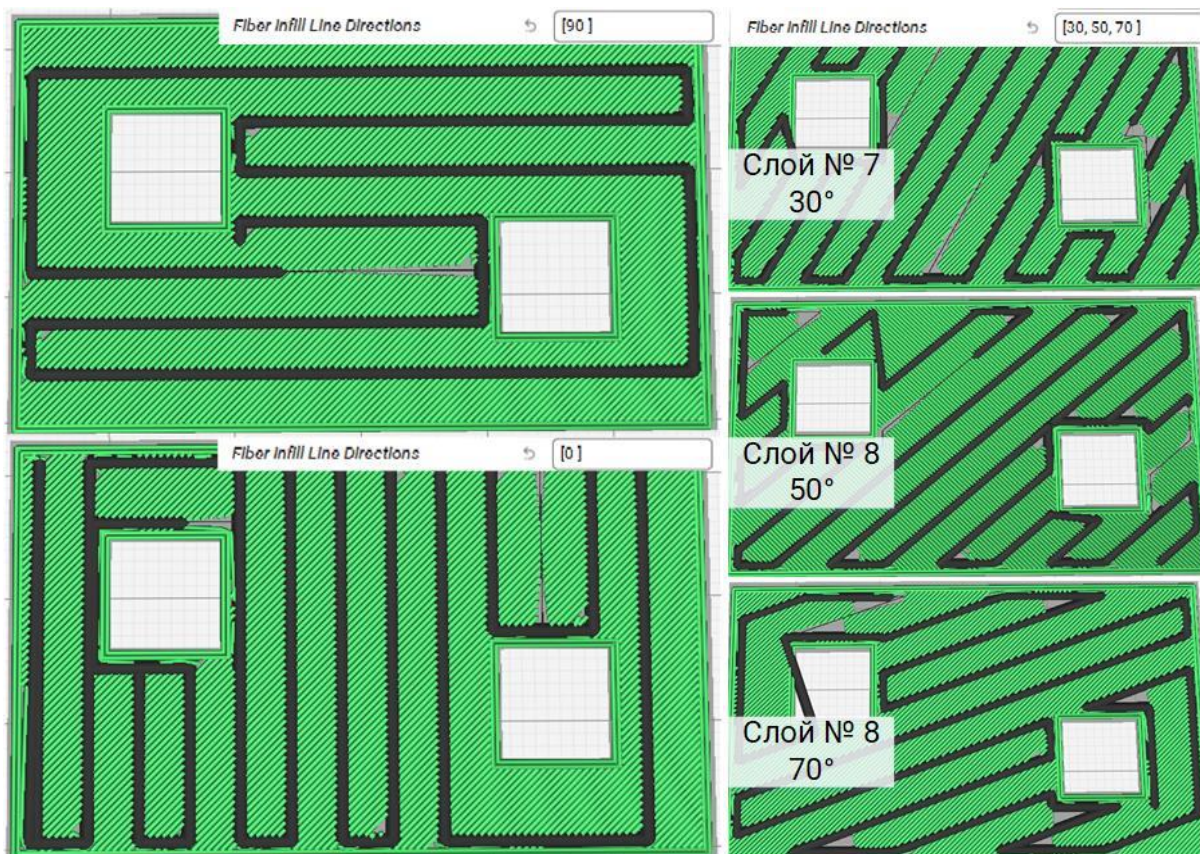 Fiber Infill Line Directions [90 ]
Fiber Infill Line Directions [0 ]
Fiber Infill Line Directions [30, 50, 70 ]
Слой № 7
30°
Слой № 8
50°
Слой № 8
70°